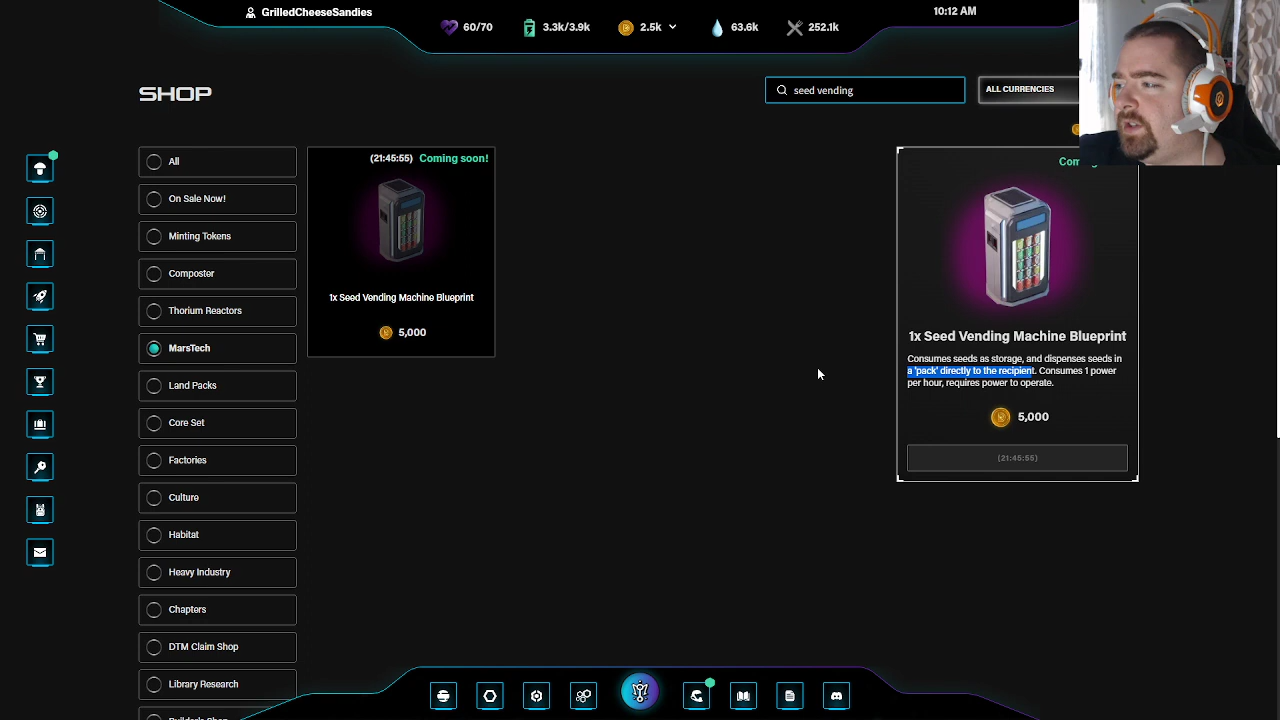 GrilledCheeseSandies
60/70
3.3k/3.9k
2.5k
63.6k
252.1k
10:12 AM
SHOP
seed vending
ALL CURRENCIES
All
On Sale Now!
Minting Tokens
Composter
Thorium Reactors
MarsTech
Land Packs
Core Set
Factories
Culture
Habitat
Heavy Industry
Chapters
DTM Claim Shop
Library Research
(21:45:55) Coming soon!
1x Seed Vending Machine Blueprint
5,000
1x Seed Vending Machine Blueprint
Consumes seeds as storage, and dispenses seeds in
a 'pack' directly to the recipient. Consumes 1 power
per hour, requires power to operate.
5,000
(21:45:55)